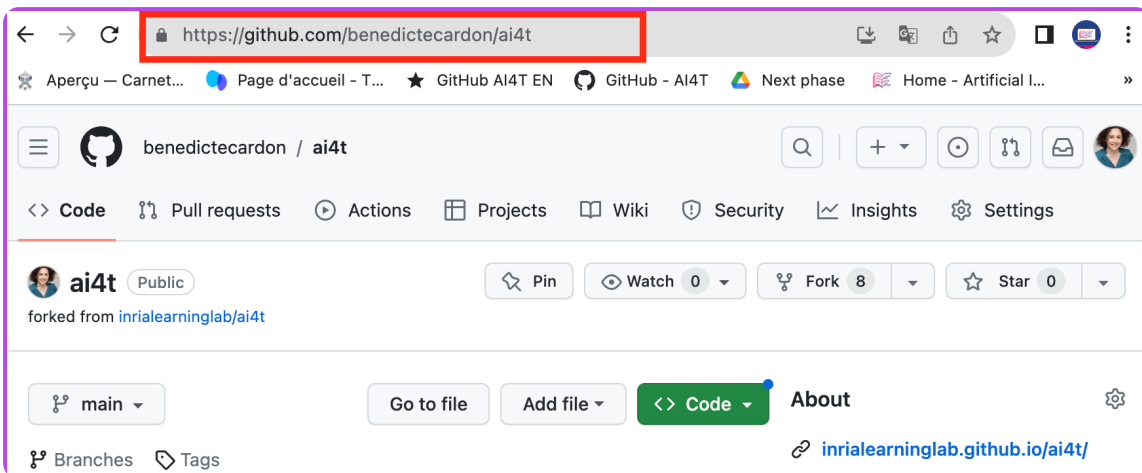 https://github.com/benedictecardon/ai4t
Aperçu — Carnet... Page d'accueil - T... GitHub AI4T EN GitHub - AI4T Next phase Home - Artificial I... »
benedictecardon / ai4t
Code Pull requests Actions Projects Wiki Security Insights Settings
ai4t Public Pin Watch 0 Fork 8 Star 0
forked from inrialearninglab/ai4t
main Go to file Add file <> Code About
Branches Tags inrialearninglab.github.io/ai4t/